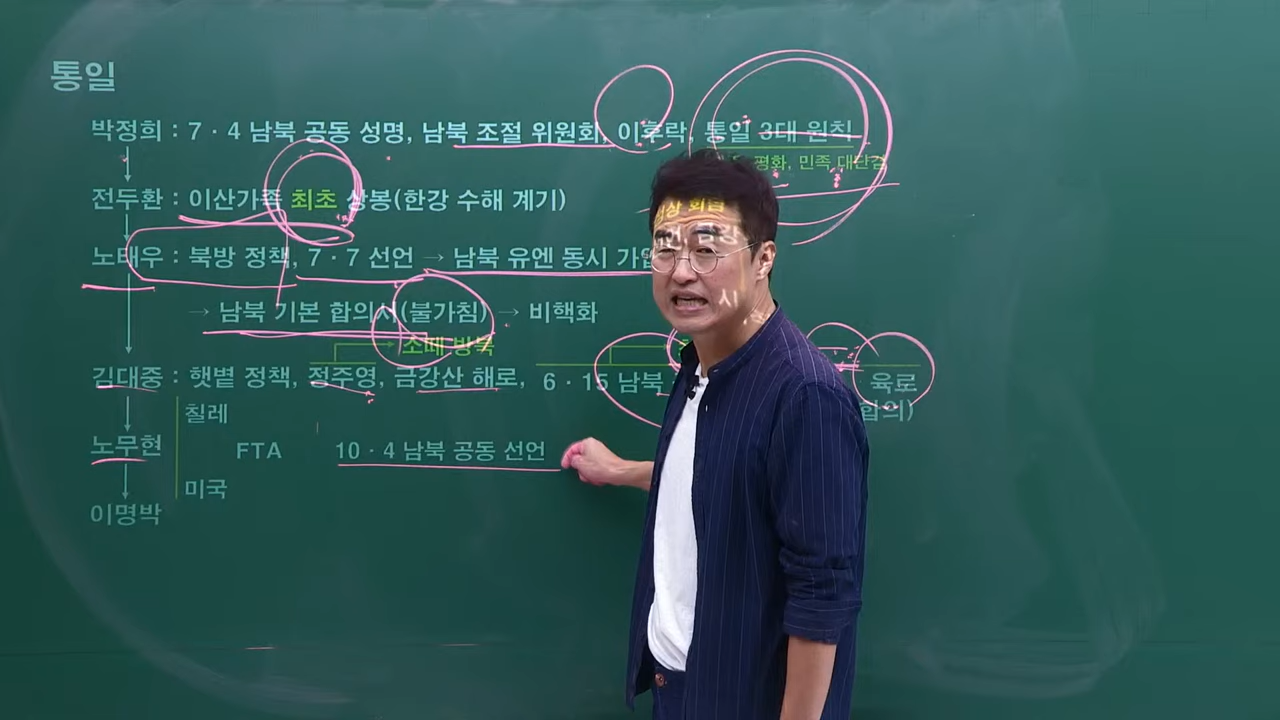 통일
박정희 : 7 · 4 남북 공동 성명, 남북 조절 위원회, 이후락, 통일 3대 원칙
평화, 민족 대단결
전두환 : 이산가족 최초 상봉(한강 수해 계기)
노태우 : 북방 정책, 7 · 7 선언 → 남북 유엔 동시 가입
→ 남북 기본 합의서(불가침) → 비핵화
소떼 방북
김대중 : 햇볕 정책, 정주영, 금강산 해로, 6 · 15 남북 육로
합의)
칠레
노무현 FTA 10 · 4 남북 공동 선언
미국
이명박